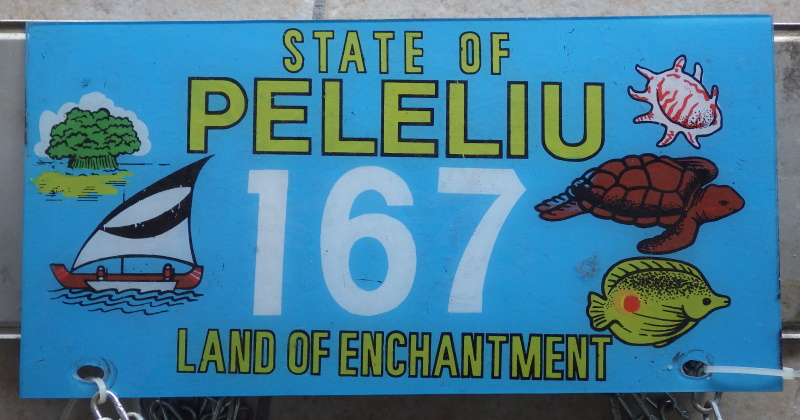 STATE OF
PELELIU
167
LAND OF ENCHANTMENT